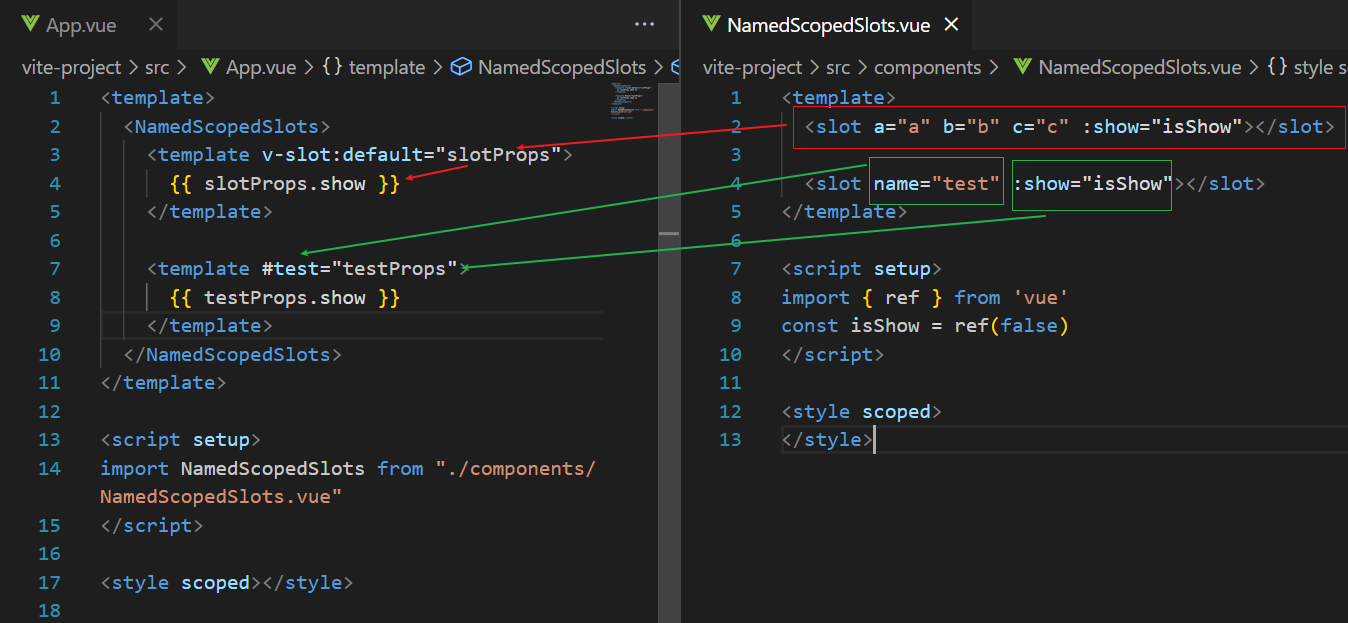 App.vue × ···
vite-project > src > App.vue > {} template > NamedScopedSlots >
1 <template>
2 <NamedScopedSlots>
3 <template v-slot:default="slotProps">
4 {{ slotProps.show }}
5 </template>
6
7 <template #test="testProps">
8 {{ testProps.show }}
9 </template>
10 </NamedScopedSlots>
11 </template>
12
13 <script setup>
14 import NamedScopedSlots from "./components/
NamedScopedSlots.vue"
15 </script>
16
17 <style scoped></style>
18
NamedScopedSlots.vue ×
vite-project > src > components > NamedScopedSlots.vue > {} style s
1 <template>
2 <slot a="a" b="b" c="c" :show="isShow"></slot>
3
4 <slot name="test" :show="isShow"></slot>
5 </template>
6
7 <script setup>
8 import { ref } from 'vue'
9 const isShow = ref(false)
10 </script>
11
12 <style scoped>
13 </style>